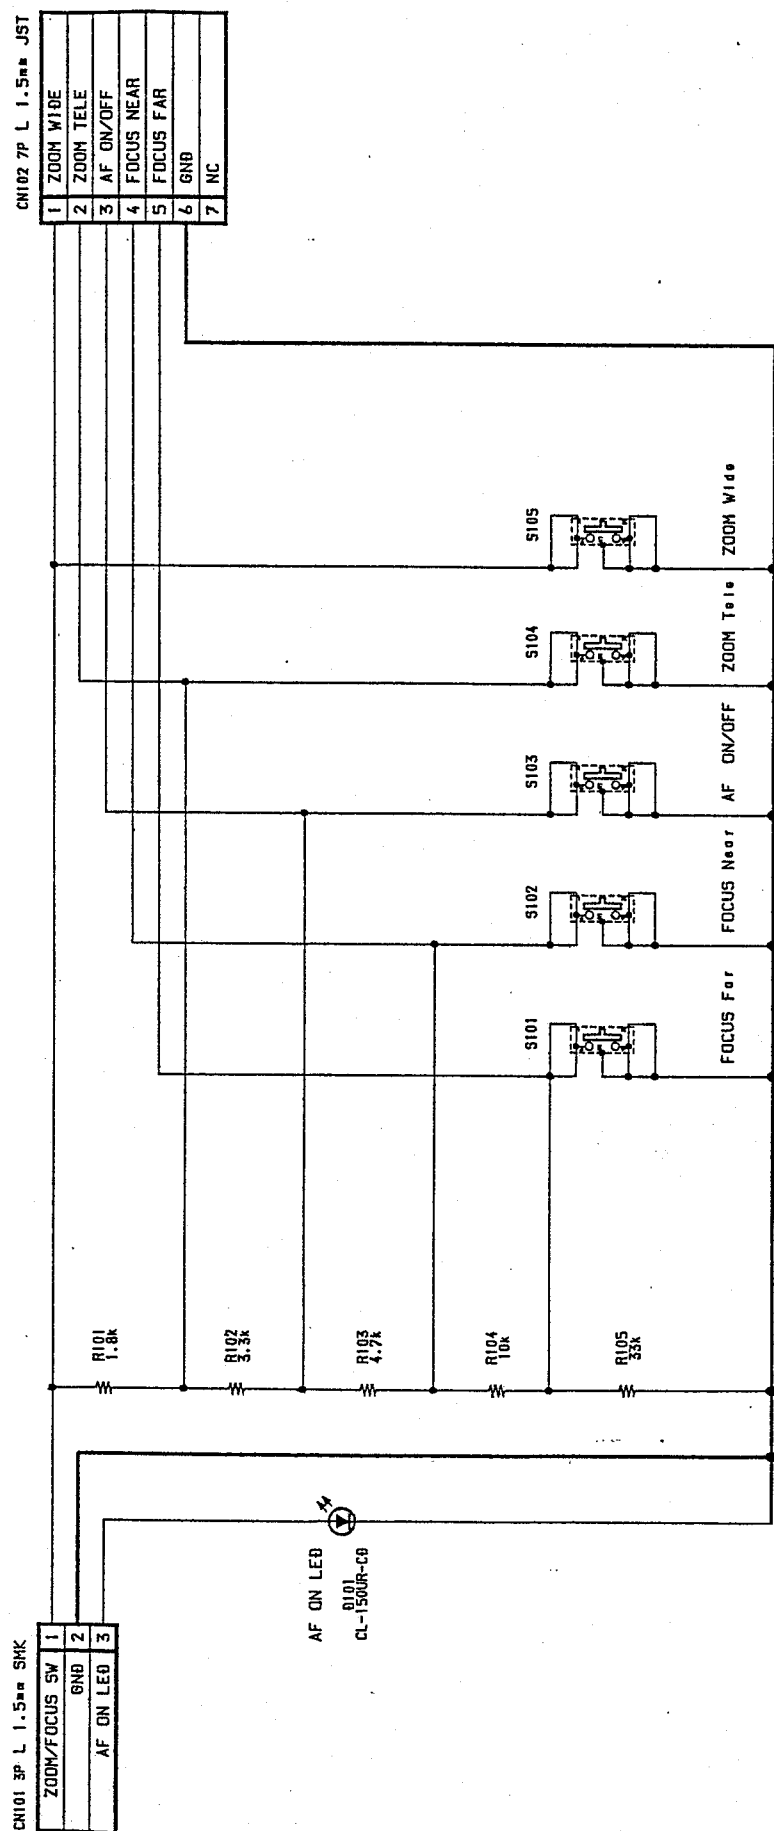 CN102 7P L 1.5mm JST
1 ZOOM WIDE
2 ZOOM TELE
3 AF ON/OFF
4 FOCUS NEAR
5 FOCUS FAR
6 GND
7 NC
S105
ZOOM Wide
S104
ZOOM Tele
S103
AF ON/OFF
S102
FOCUS Near
S101
FOCUS Far
R101
1.8k
R102
3.3k
R103
4.7k
R104
10k
R105
33k
AF ON LED
D101
CL-150UR-CD
CN101 3P L 1.5mm SMK
ZOOM/FOCUS SW 1
GND 2
AF ON LED 3